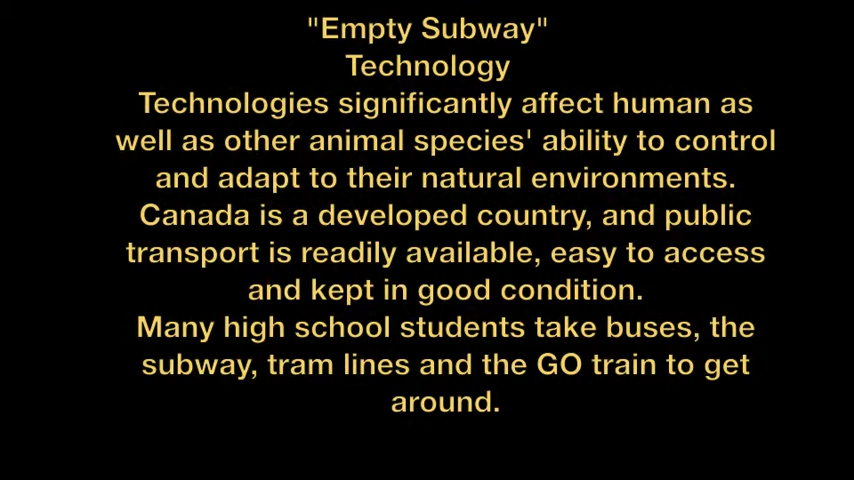 "Empty Subway"
Technology
Technologies significantly affect human as
well as other animal species' ability to control
and adapt to their natural environments.
Canada is a developed country, and public
transport is readily available, easy to access
and kept in good condition.
Many high school students take buses, the
subway, tram lines and the GO train to get
around.